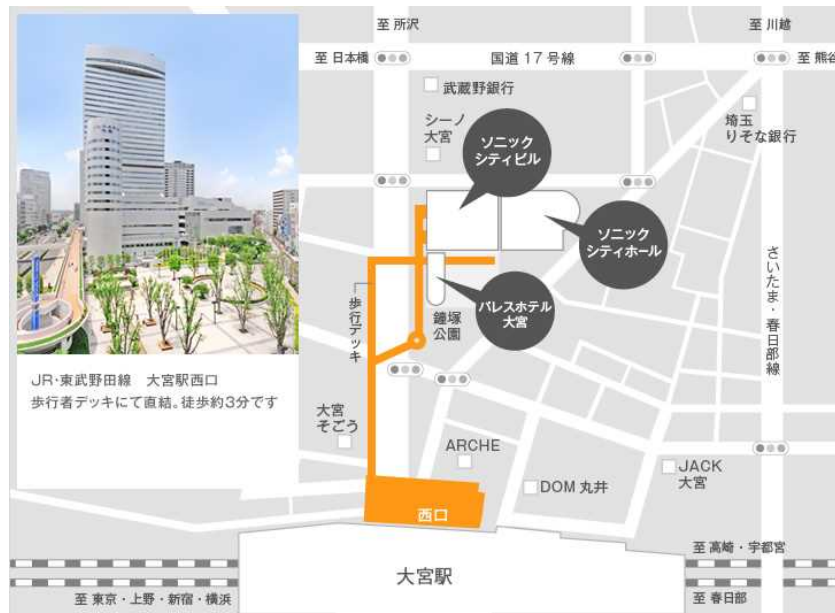 至 所沢
至 川越
至 日本橋
国道 17 号線
至 熊谷
武蔵野銀行
シーノ
大宮
ソニック
シティビル
埼玉
りそな銀行
ソニック
シティホール
さいたま・春日部線
歩行デッキ
鐘塚
公園
パレスホテル
大宮
JR・東武野田線　大宮駅西口
歩行者デッキにて直結。徒歩約3分です
大宮
そごう
ARCHE
JACK
大宮
DOM 丸井
西口
至 高崎・宇都宮
大宮駅
至 東京・上野・新宿・横浜
至 春日部